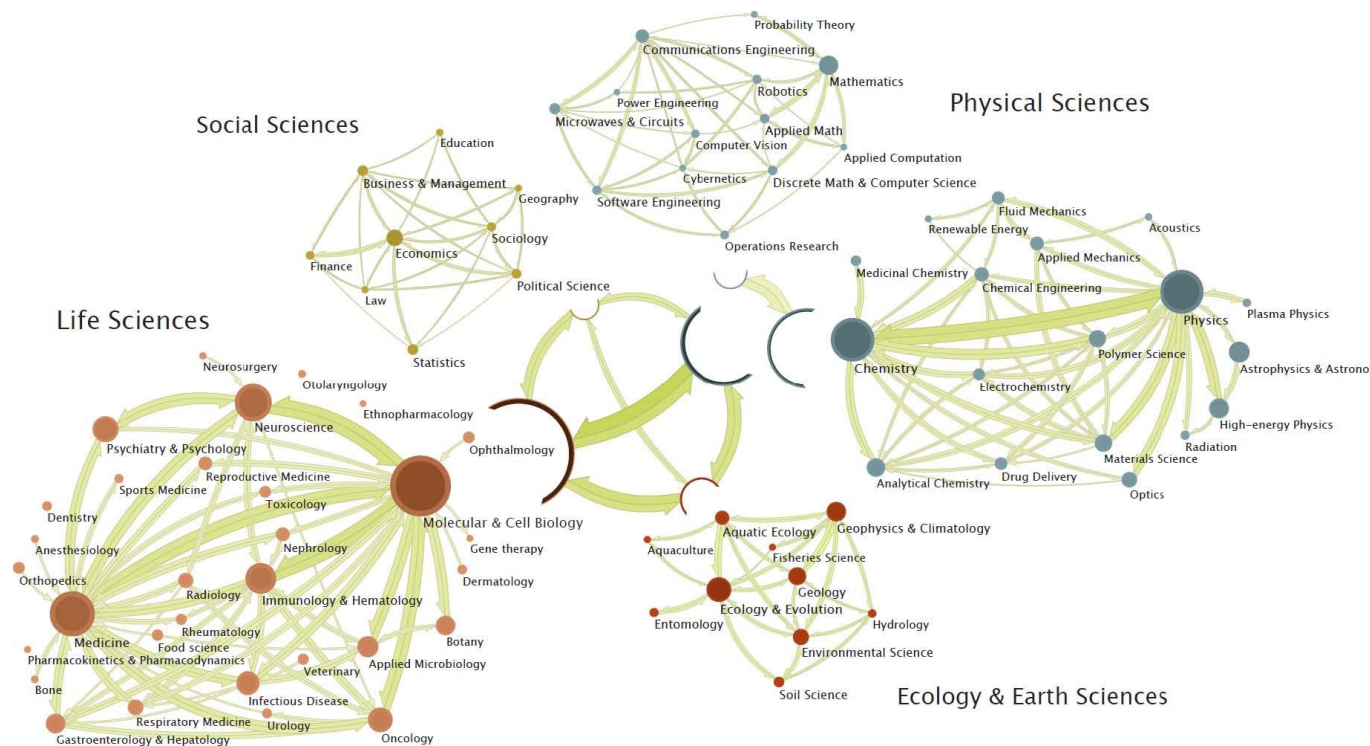 Probability Theory
Communications Engineering
Mathematics
Robotics
Power Engineering
Physical Sciences
Social Sciences
Microwaves & Circuits
Applied Math
Education
Computer Vision
Applied Computation
Business & Management
Cybernetics
Discrete Math & Computer Science
Geography
Software Engineering
Fluid Mechanics
Renewable Energy
Acoustics
Sociology
Operations Research
Economics
Applied Mechanics
Finance
Medicinal Chemistry
Chemical Engineering
Political Science
Law
Life Sciences
Physics
Plasma Physics
Statistics
Polymer Science
Neurosurgery
Chemistry
Astrophysics & Astrono
Otolaryngology
Electrochemistry
Ethnopharmacology
Neuroscience
High-energy Physics
Psychiatry & Psychology
Ophthalmology
Radiation
Materials Science
Reproductive Medicine
Drug Delivery
Analytical Chemistry
Sports Medicine
Optics
Toxicology
Dentistry
Molecular & Cell Biology
Geophysics & Climatology
Aquatic Ecology
Nephrology
Gene therapy
Anesthesiology
Aquaculture
Fisheries Science
Orthopedics
Dermatology
Radiology
Immunology & Hematology
Geology
Ecology & Evolution
Entomology
Hydrology
Rheumatology
Medicine
Food science
Botany
Environmental Science
Pharmacokinetics & Pharmacodynamics
Applied Microbiology
Veterinary
Bone
Soil Science
Ecology & Earth Sciences
Infectious Disease
Respiratory Medicine
Urology
Gastroenterology & Hepatology
Oncology